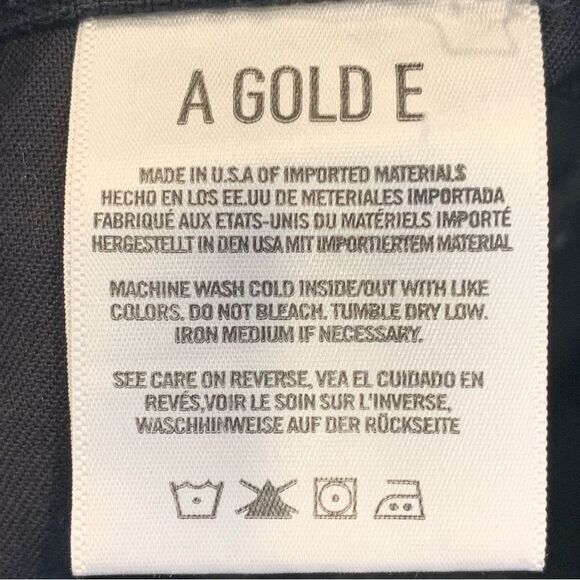 A GOLD E
MADE IN U.S.A OF IMPORTED MATERIALS
HECHO EN LOS EE.UU DE METERIALES IMPORTADA
FABRIQUÉ AUX ETATS-UNIS DU MATÉRIELS IMPORTÉ
HERGESTELLT IN DEN USA MIT IMPORTIERTEM MATERIAL
MACHINE WASH COLD INSIDE/OUT WITH LIKE
COLORS. DO NOT BLEACH. TUMBLE DRY LOW.
IRON MEDIUM IF NECESSARY.
SEE CARE ON REVERSE, VEA EL CUIDADO EN
REVÉS,VOIR LE SOIN SUR L'INVERSE,
WASCHHINWEISE AUF DER RÜCKSEITE